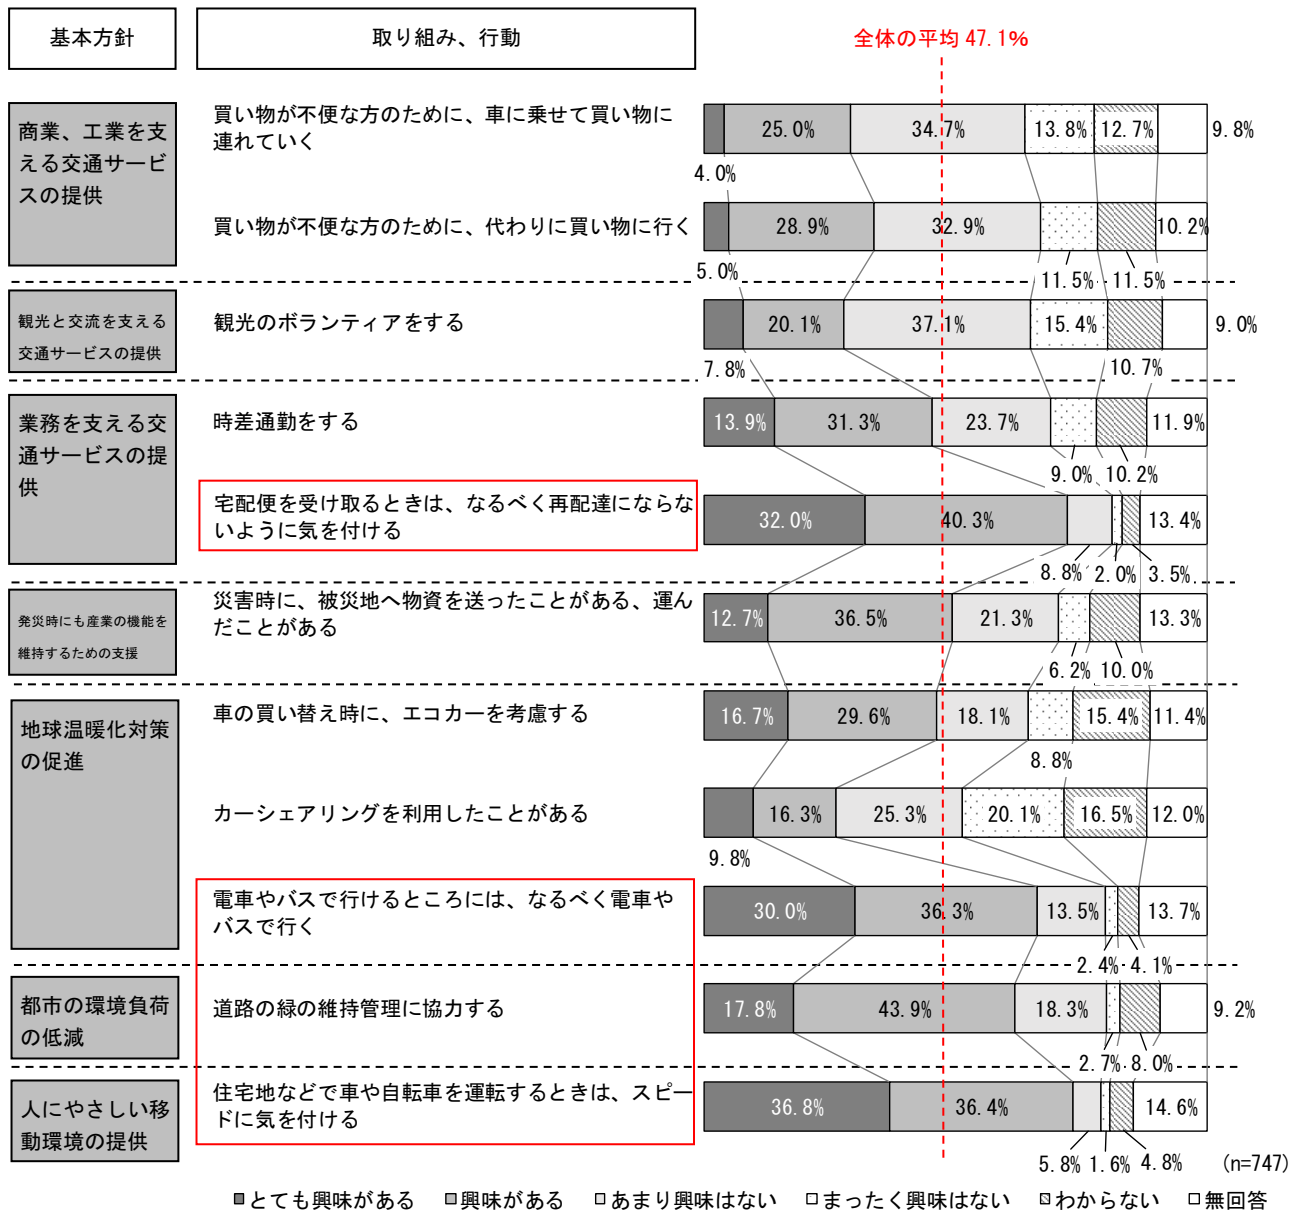 基本方針
取り組み、行動
全体の平均 47.1%
商業、工業を支
える交通サービ
スの提供
買い物が不便な方のために、車に乗せて買い物に
連れていく
4.0%
25.0%
34.7%
13.8%
12.7%
9.8%
買い物が不便な方のために、代わりに買い物に行く
5.0%
28.9%
32.9%
11.5%
11.5%
10.2%
観光と交流を支える
交通サービスの提供
観光のボランティアをする
7.8%
20.1%
37.1%
15.4%
10.7%
9.0%
業務を支える交
通サービスの提
供
時差通勤をする
13.9%
31.3%
23.7%
9.0%
10.2%
11.9%
宅配便を受け取るときは、なるべく再配達にならな
いように気を付ける
32.0%
40.3%
8.8%
2.0%
3.5%
13.4%
発災時にも産業の機能を
維持するための支援
災害時に、被災地へ物資を送ったことがある、運ん
だことがある
12.7%
36.5%
21.3%
6.2%
10.0%
13.3%
地球温暖化対策
の促進
車の買い替え時に、エコカーを考慮する
16.7%
29.6%
18.1%
8.8%
15.4%
11.4%
カーシェアリングを利用したことがある
9.8%
16.3%
25.3%
20.1%
16.5%
12.0%
電車やバスで行けるところには、なるべく電車や
バスで行く
30.0%
36.3%
13.5%
2.4%
4.1%
13.7%
都市の環境負荷
の低減
道路の緑の維持管理に協力する
17.8%
43.9%
18.3%
2.7%
8.0%
9.2%
人にやさしい移
動環境の提供
住宅地などで車や自転車を運転するときは、スピー
ドに気を付ける
36.8%
36.4%
5.8%
1.6%
4.8%
14.6%
(n=747)
とても興味がある 興味がある あまり興味はない まったく興味はない わからない 無回答